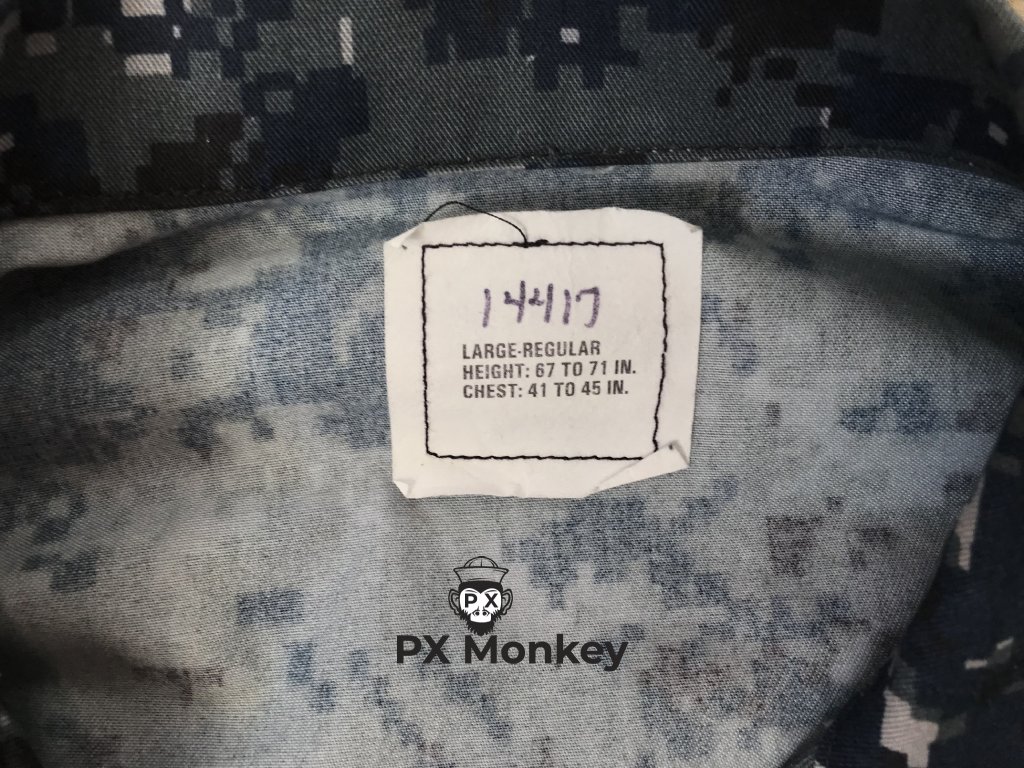 14417
LARGE-REGULAR
HEIGHT: 67 TO 71 IN.
CHEST: 41 TO 45 IN.
PX
PX Monkey